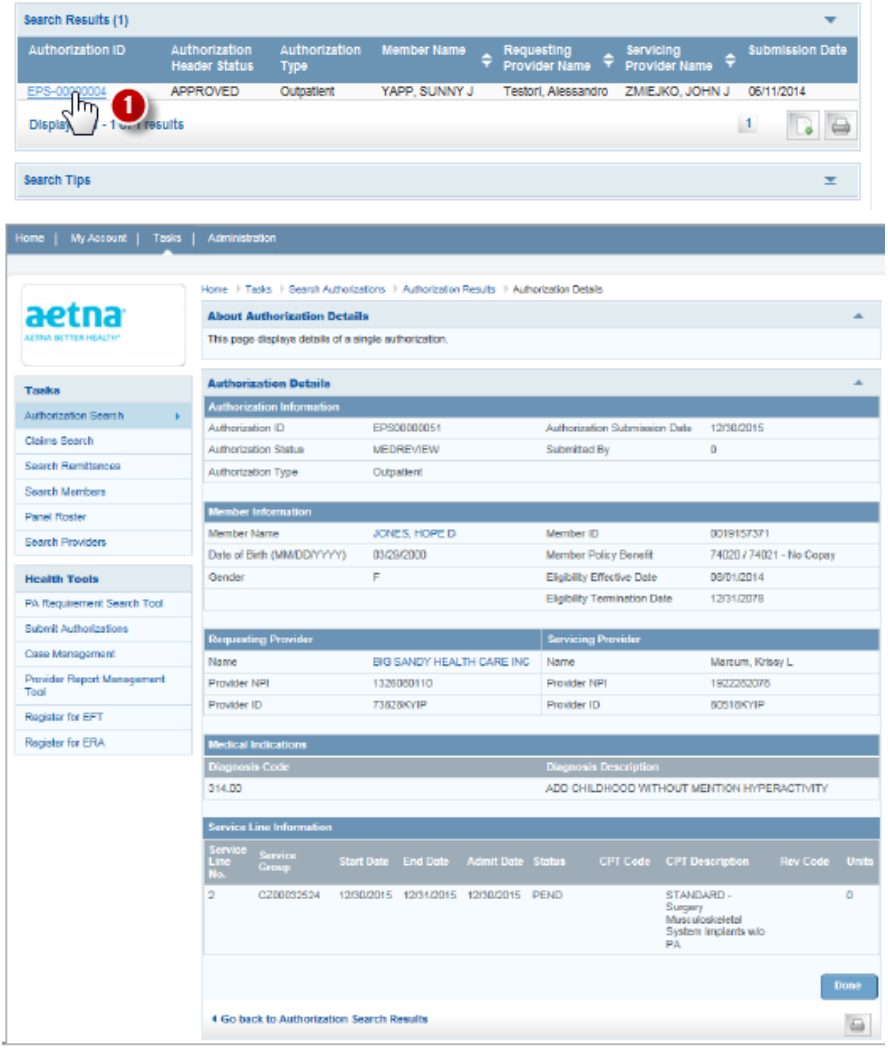 Search Results (1)
Authorization ID Authorization Header Status Authorization Type Member Name Requesting Provider Name Servicing Provider Name Submission Date
EPS-00000004 APPROVED Outpatient YAPP, SUNNY J Testori, Alessandro ZMIEJKO, JOHN J 06/11/2014
1
Display - 1 of 1 results 1
Search Tips
Home | My Account | Tasks | Administration
Home Tasks Search Authorizations Authorization Results Authorization Details
aetna
AETNA BETTER HEALTH®
About Authorization Details
This page displays details of a single authorization.
Tasks
Authorization Search
Claims Search
Search Remittances
Search Members
Panel Roster
Search Providers
Health Tools
PA Requirement Search Tool
Submit Authorizations
Case Management
Provider Report Management
Tool
Register for EFT
Register for ERA
Authorization Details
Authorization Information
Authorization ID EPS00000051 Authorization Submission Date 12/30/2015
Authorization Status MEDREVIEW Submitted By 0
Authorization Type Outpatient
Member Information
Member Name JONES, HOPE D Member ID 0019157371
Date of Birth (MM/DD/YYYY) 03/29/2000 Member Policy Benefit 74020 / 74021 - No Copay
Gender F Eligibility Effective Date 08/01/2014
Eligibility Termination Date 12/31/2078
Requesting Provider Servicing Provider
Name BIG SANDY HEALTH CARE INC Name Marcum, Krissy L
Provider NPI 1326080110 Provider NPI 1922262076
Provider ID 73828KYIP Provider ID 80518KYIP
Medical Indications
Diagnosis Code Diagnosis Description
314.00 ADD CHILDHOOD WITHOUT MENTION HYPERACTIVITY
Service Line Information
Service Line No. Service Group Start Date End Date Admit Date Status CPT Code CPT Description Rev Code Units
2 CZ00032524 12/30/2015 12/31/2015 12/30/2015 PEND STANDARD - 0
Surgery
Musculoskeletal
System Implants w/o
PA
Done
Go back to Authorization Search Results